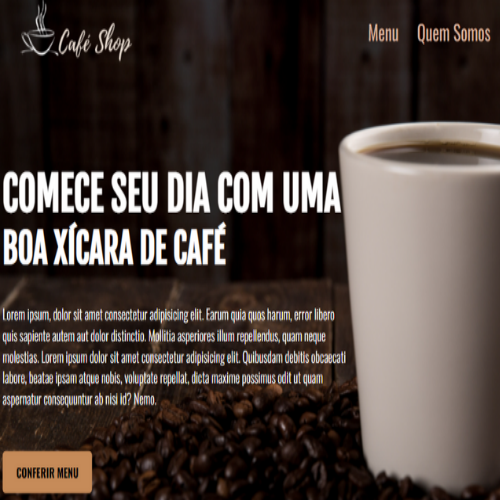 Café Shop
Menu Quem Somos
COMECE SEU DIA COM UMA
BOA XÍCARA DE CAFÉ
Lorem ipsum, dolor sit amet consectetur adipisicing elit. Earum quia quos harum, error libero
quis sapiente autem aut dolor distinctio. Mollitia asperiores illum repellendus, quam neque
molestias. Lorem ipsum dolor sit amet consectetur adipisicing elit. Quibusdam debitis obcaecati
labore, beatae ipsam atque nobis, voluptate repellat, dicta maxime possimus odit ut quam
aspernatur consequuntur ab nisi id? Nemo.
CONFERIR MENU